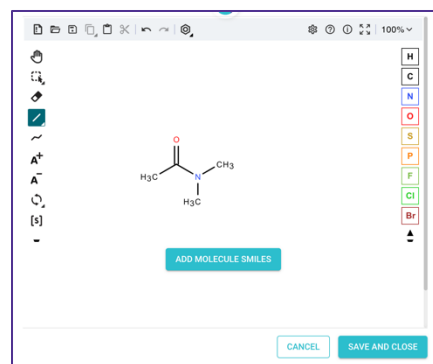 100%
H
C
N
O
S
P
F
Cl
Br
A+
A-
[s]
O
H₃C
N
CH₃
H₃C
ADD MOLECULE SMILES
CANCEL
SAVE AND CLOSE